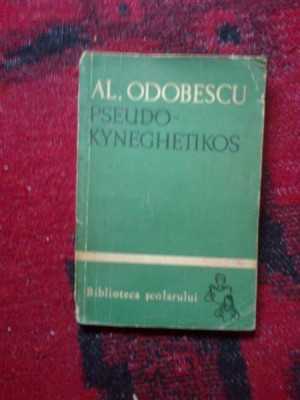 AL. ODOBESCU
PSEUDO-
KYNEGHETIKOS
Biblioteca școlarului